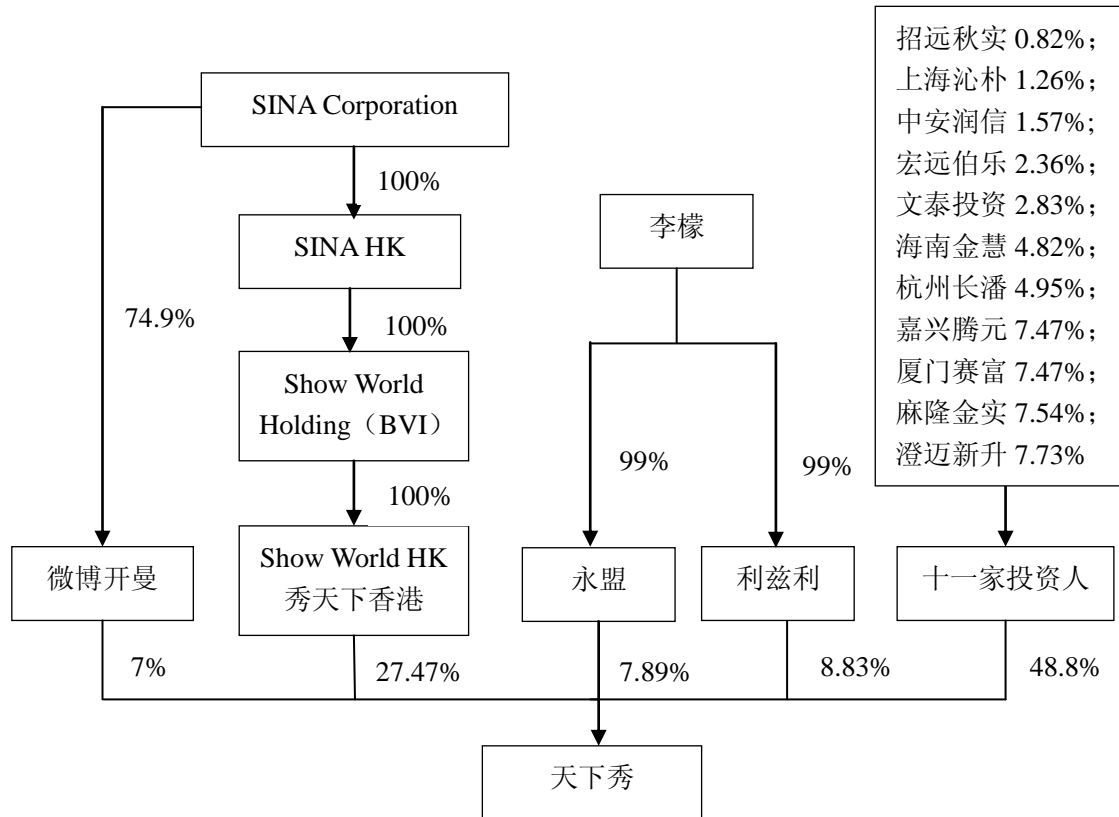 招远秋实 0.82%；
上海沁朴 1.26%；
中安润信 1.57%;
宏远伯乐 2.36%；
文泰投资 2.83%；
海南金慧 4.82%；
杭州长潘 4.95%；
嘉兴腾元 7.47%；
厦门赛富 7.47%；
麻隆金实 7.54%；
澄迈新升 7.73%
SINA Corporation
100%
SINA HK
李檬
74.9%
100%
Show World
Holding（BVI）
99%
99%
100%
微博开曼
Show World HK
秀天下香港
永盟
利兹利
十一家投资人
7%
27.47%
7.89%
8.83%
48.8%
天下秀